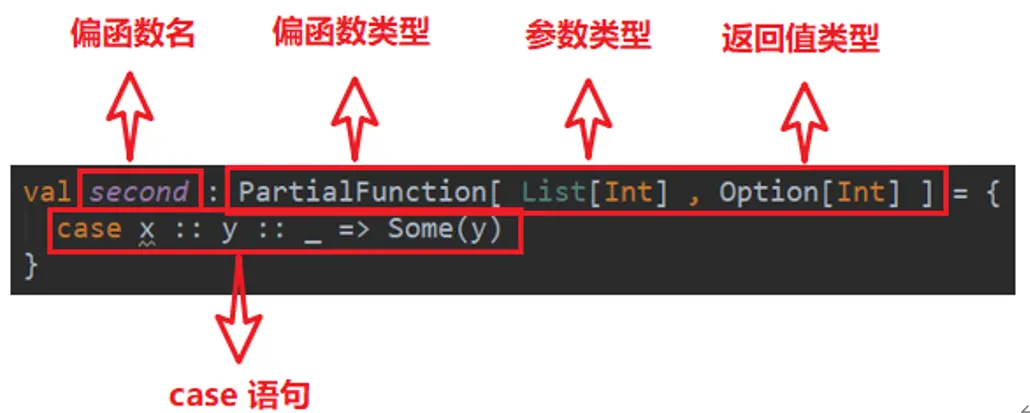 偏函数名 偏函数类型 参数类型 返回值类型
val second : PartialFunction[ List[Int] , Option[Int] ] = {
case x :: y :: _ => Some(y)
}
case 语句